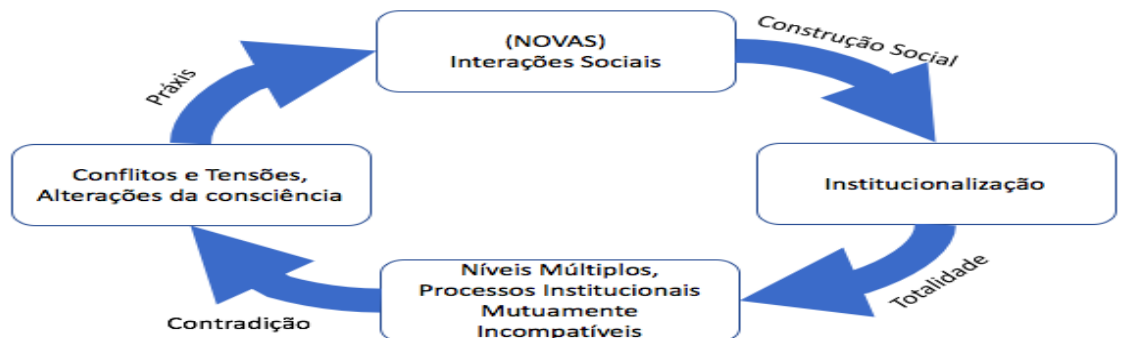 (NOVAS)
Interações Sociais
Construção Social
Práxis
Conflitos e Tensões,
Alterações da consciência
Institucionalização
Níveis Múltiplos,
Processos Institucionais
Mutuamente
Incompatíveis
Totalidade
Contradição